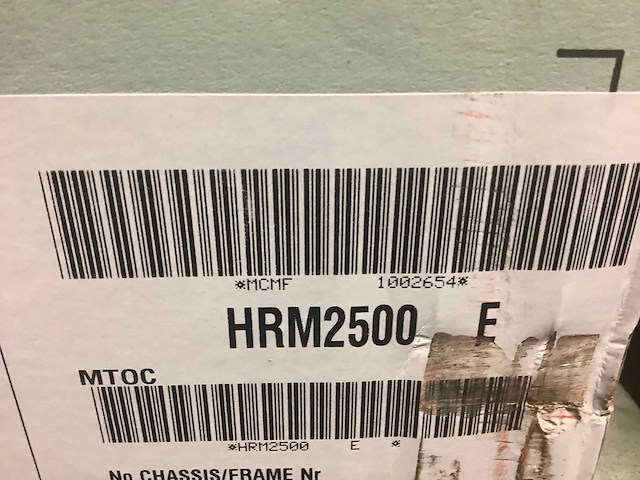 *MCMF 1002654*
HRM2500 E
MTOC
*HRM2500 E *
No CHASSIS/FRAME Nr